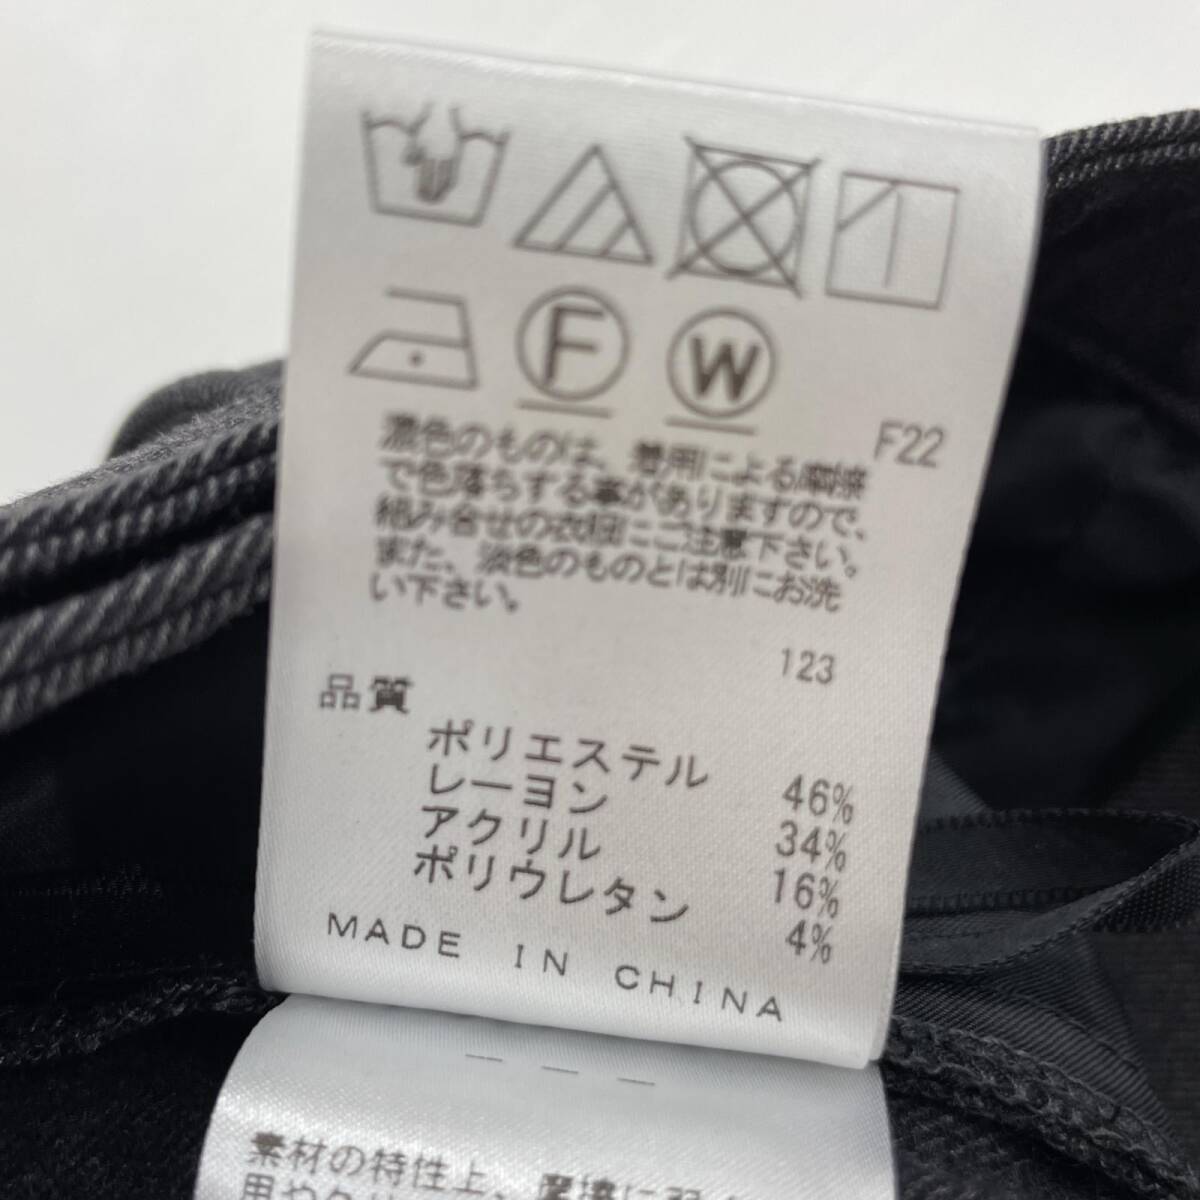 F
W
F22
濃色のものは、着用による摩擦
で色落ちする事がありますので、
組み合せの衣服にご注意下さい。
また、淡色のものとは別にお洗
い下さい。
123
品質
ポリエステル 46%
レーヨン 34%
アクリル 16%
ポリウレタン 4%
MADE IN CHINA
素材の特性上、摩擦に弱く